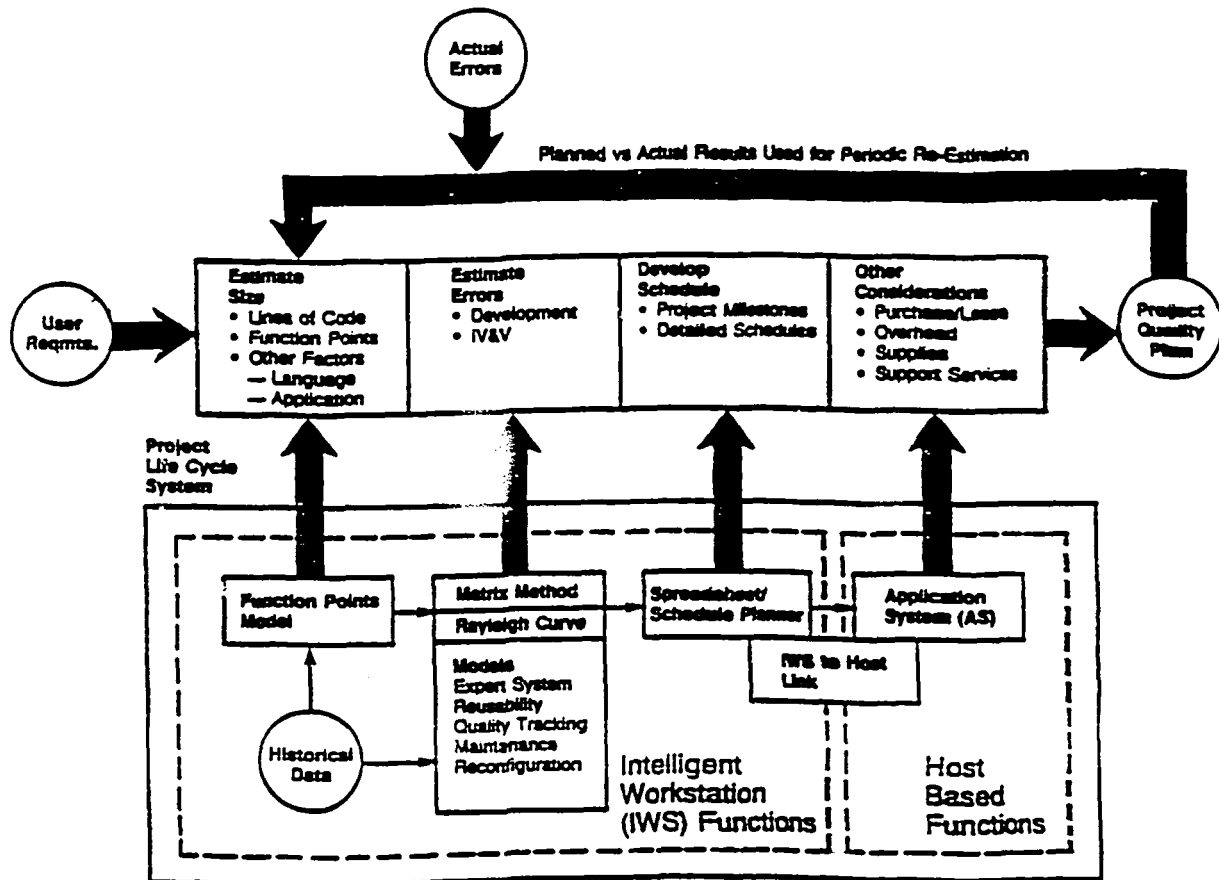 Actual
Errors
Planned vs Actual Results Used for Periodic Re-Estimation
User
Reqmts.
Estimate
Size
• Lines of Code
• Function Points
• Other Factors
— Language
— Application
Estimate
Errors
• Development
• IV&V
Develop
Schedule
• Project Milestones
• Detailed Schedules
Other
Considerations
• Purchase/Lease
• Overhead
• Supplies
• Support Services
Project
Quality
Plan
Project
Life Cycle
System
Function Points
Model
Matrix Method
Rayleigh Curve
Models
Expert System
Reusability
Quality Tracking
Maintenance
Reconfiguration
Spreadsheet/
Schedule Planner
Application
System (AS)
IWS to Host
Link
Historical
Data
Intelligent
Workstation
(IWS) Functions
Host
Based
Functions